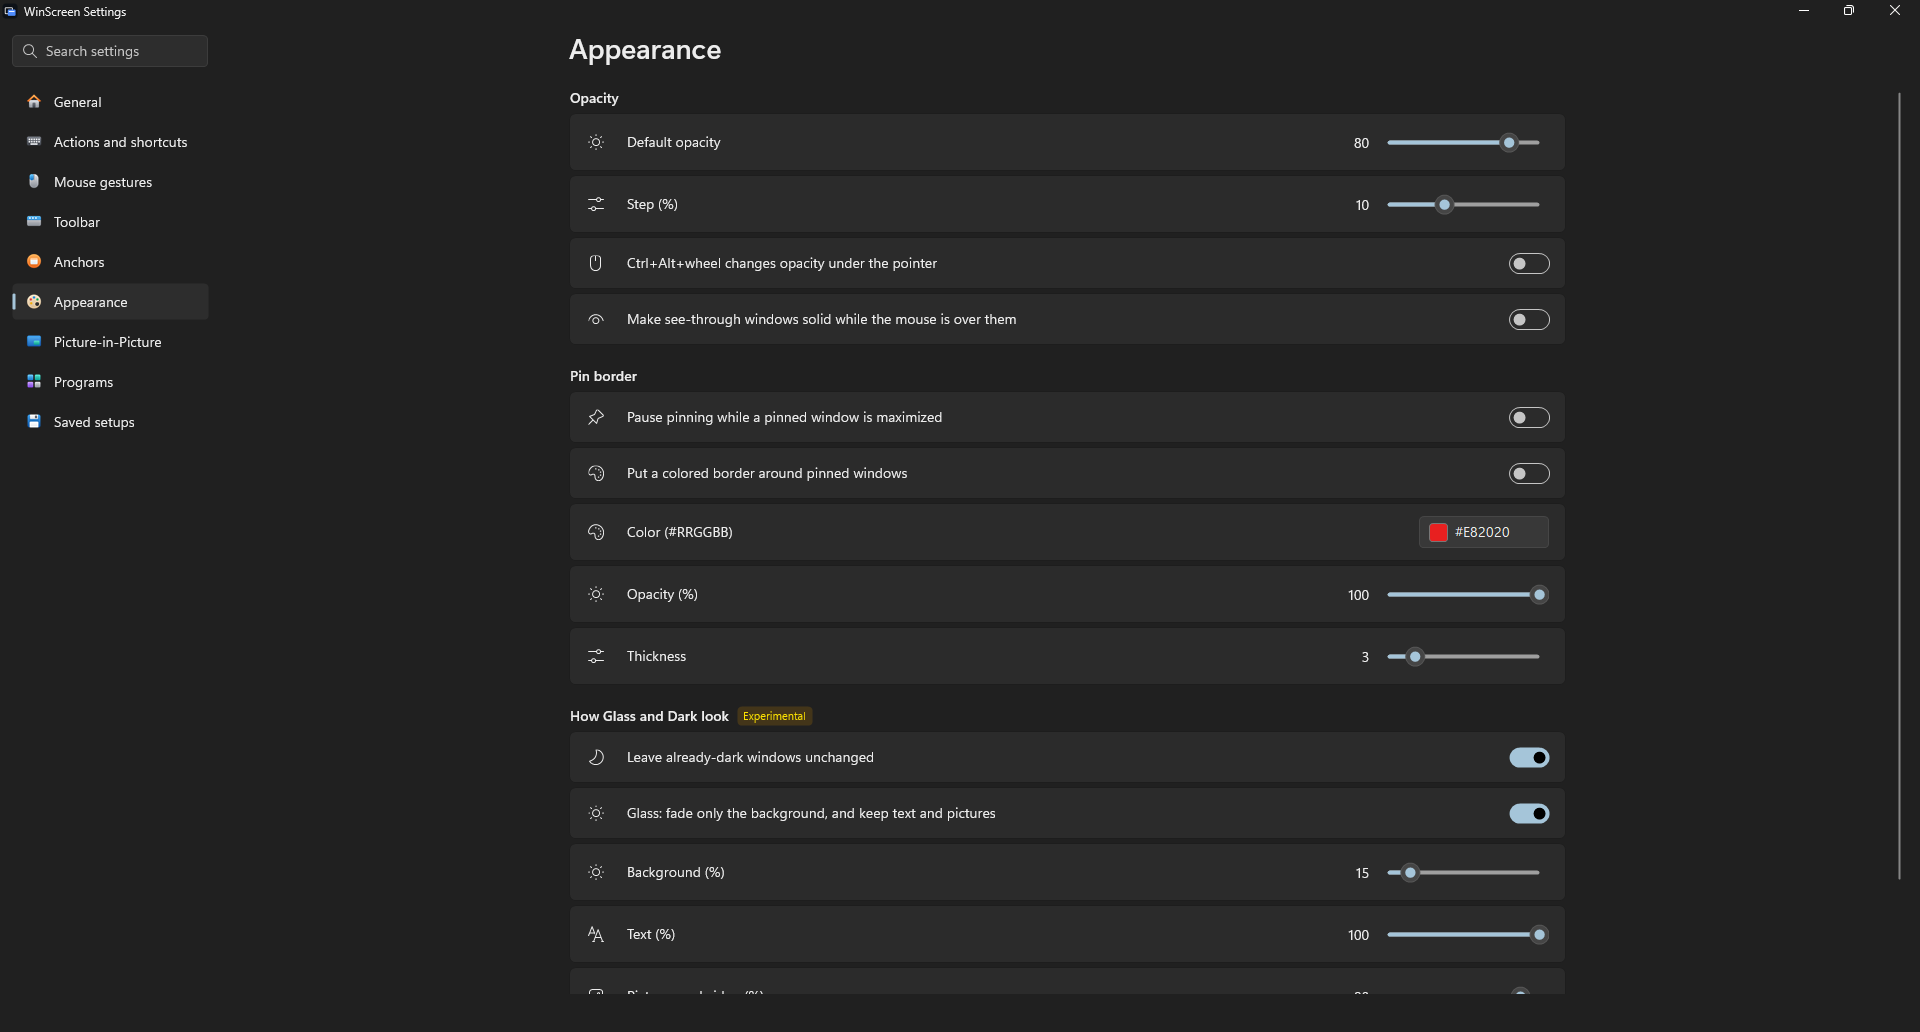 WinScreen Settings
Search settings
General
Actions and shortcuts
Mouse gestures
Toolbar
Anchors
Appearance
Picture-in-Picture
Programs
Saved setups
Appearance
Opacity
Default opacity 80
Step (%) 10
Ctrl+Alt+wheel changes opacity under the pointer
Make see-through windows solid while the mouse is over them
Pin border
Pause pinning while a pinned window is maximized
Put a colored border around pinned windows
Color (#RRGGBB) #E82020
Opacity (%) 100
Thickness 3
How Glass and Dark look Experimental
Leave already-dark windows unchanged
Glass: fade only the background, and keep text and pictures
Background (%) 15
Text (%) 100